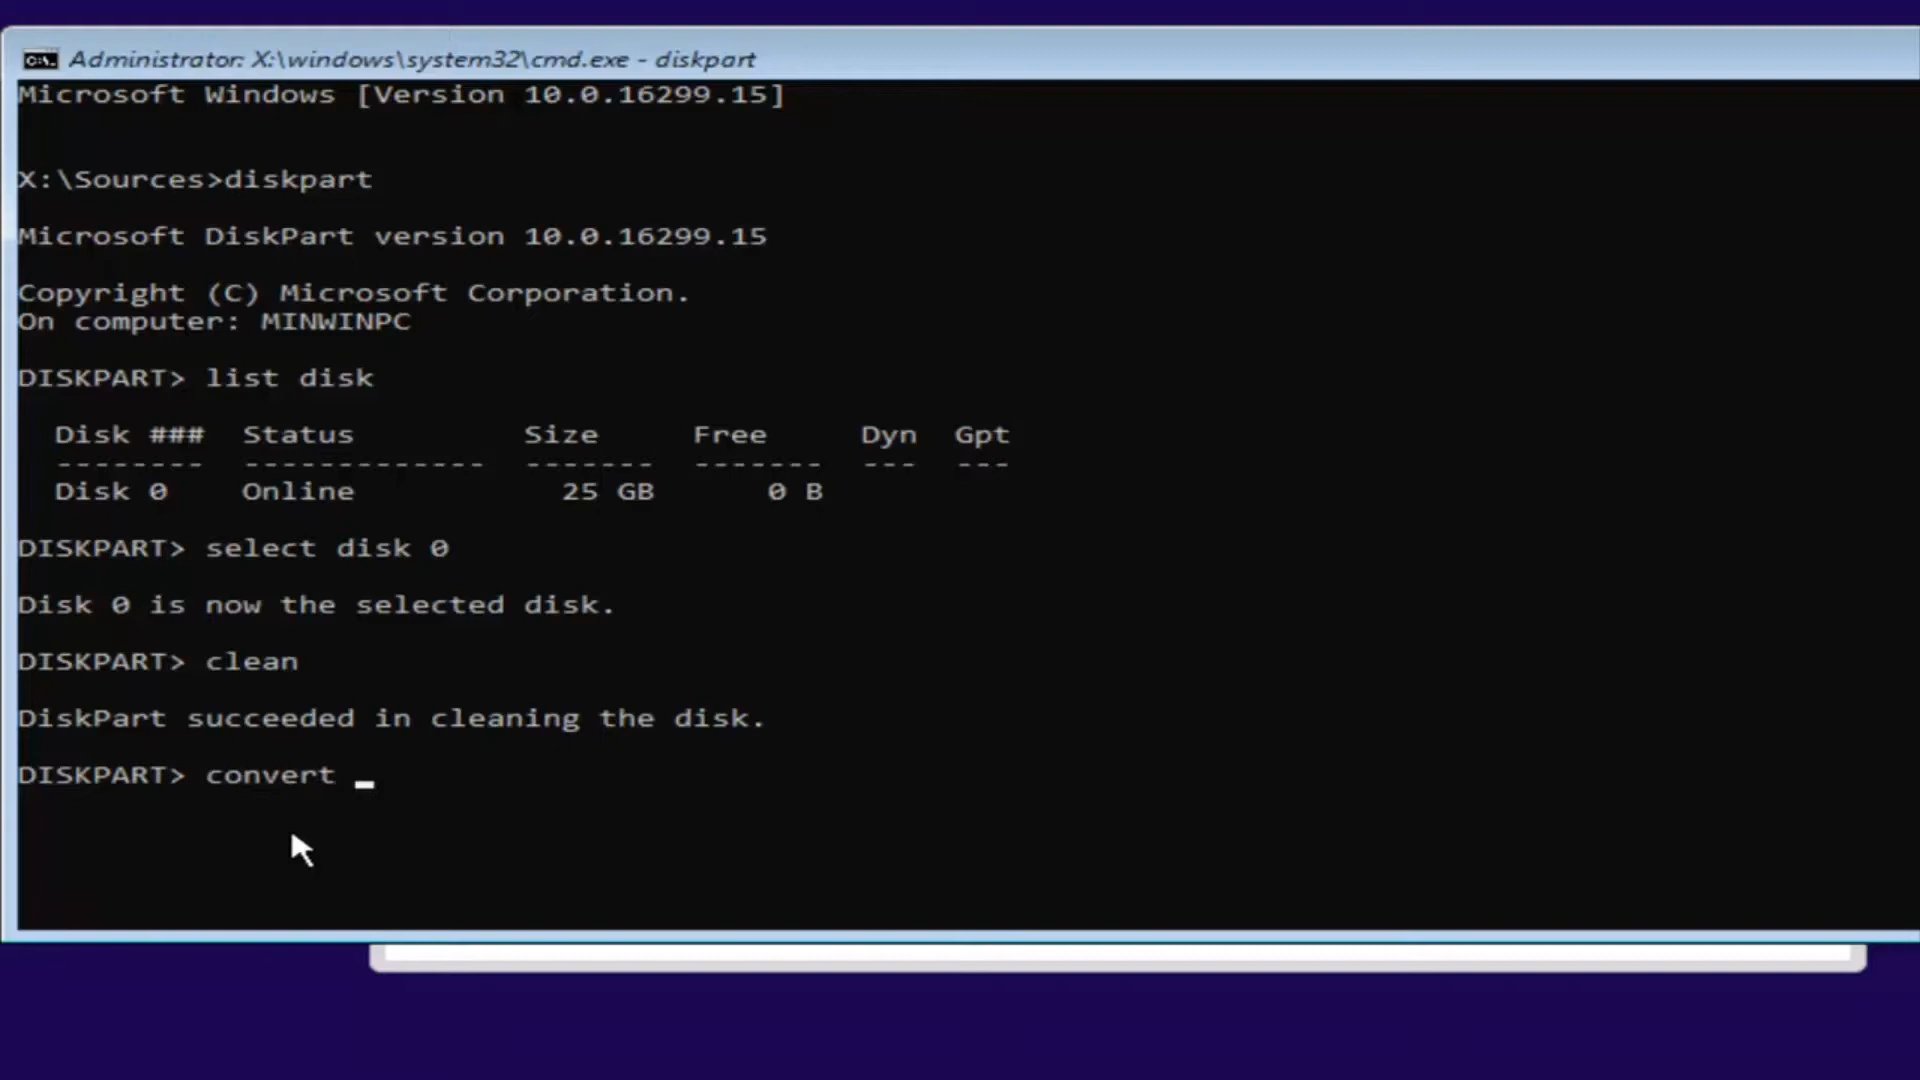 Administrator: X:\windows\system32\cmd.exe - diskpart
Microsoft Windows [Version 10.0.16299.15]
X:\Sources>diskpart
Microsoft DiskPart version 10.0.16299.15
Copyright (C) Microsoft Corporation.
On computer: MINWINPC
DISKPART> list disk
Disk ###  Status         Size     Free     Dyn  Gpt
--------  -------------  -------  -------  ---  ---
Disk 0    Online           25 GB      0 B
DISKPART> select disk 0
Disk 0 is now the selected disk.
DISKPART> clean
DiskPart succeeded in cleaning the disk.
DISKPART> convert _